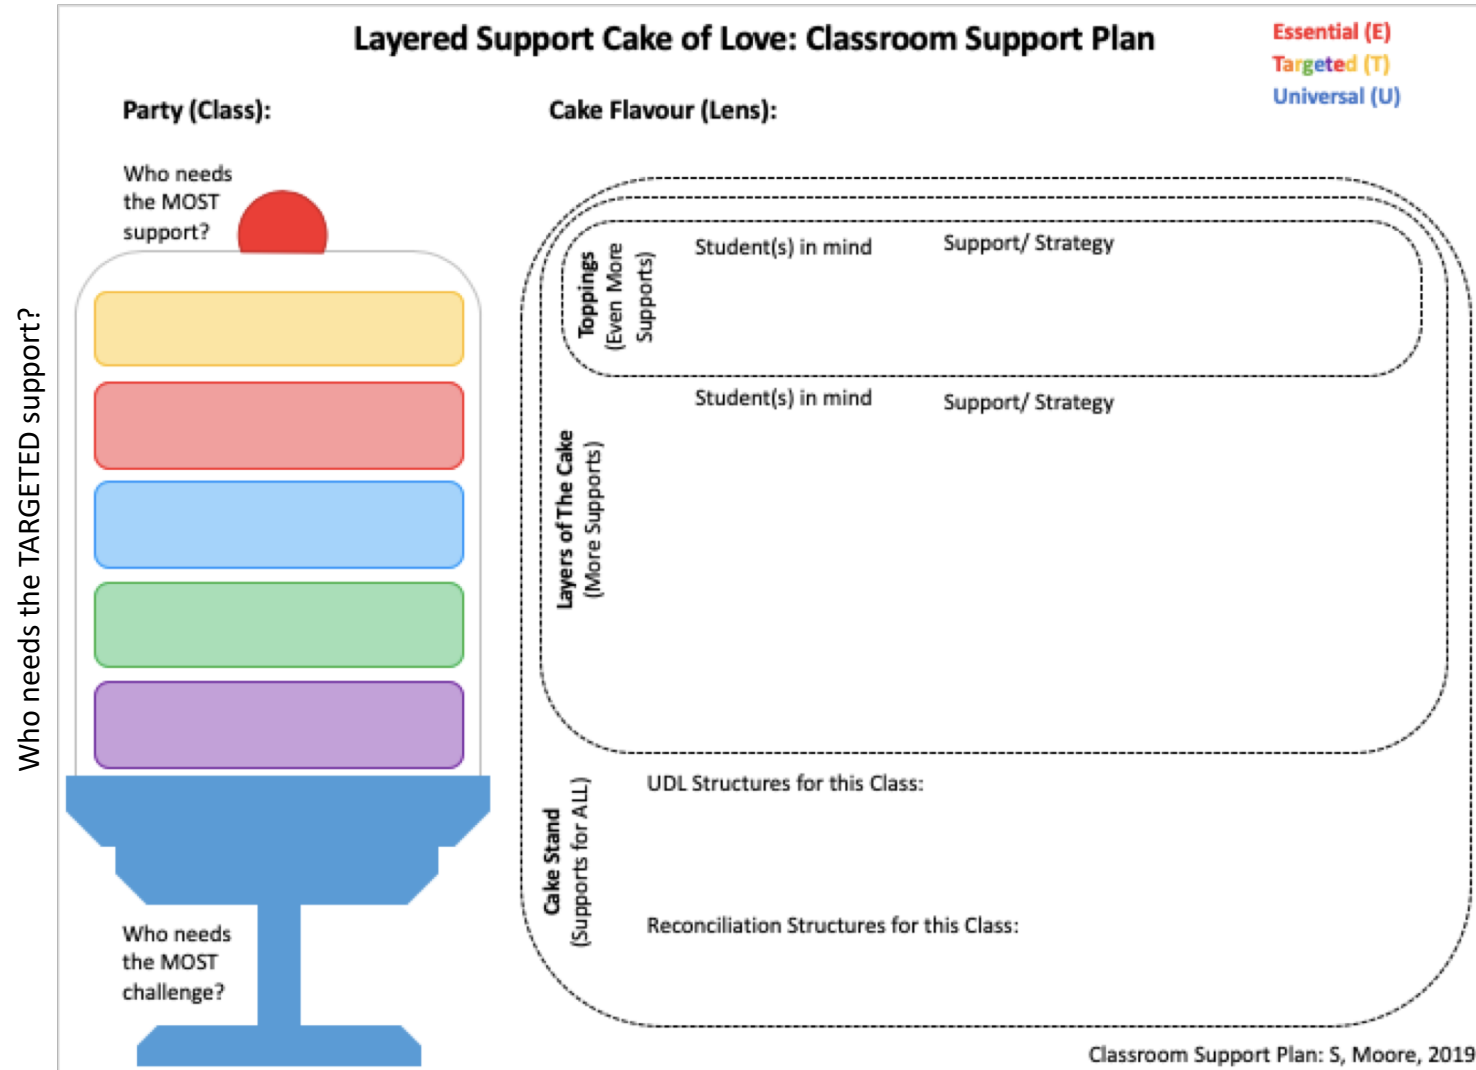 Layered Support Cake of Love: Classroom Support Plan
Essential (E)
Targeted (T)
Universal (U)
Party (Class):
Cake Flavour (Lens):
Who needs
the MOST
support?
Who needs the TARGETED support?
Who needs
the MOST
challenge?
Toppings
(Even More
Supports)
Student(s) in mind
Support/ Strategy
Layers of The Cake
(More Supports)
Student(s) in mind
Support/ Strategy
Cake Stand
(Supports for ALL)
UDL Structures for this Class:
Reconciliation Structures for this Class:
Classroom Support Plan: S, Moore, 2019